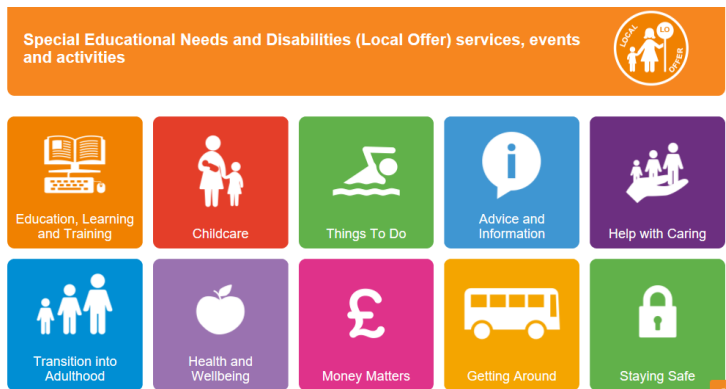 Special Educational Needs and Disabilities (Local Offer) services, events
and activities
LOCAL
LO
OFFER
Education, Learning
and Training
Childcare
Things To Do
Advice and
Information
Help with Caring
Transition into
Adulthood
Health and
Wellbeing
£
Money Matters
Getting Around
Staying Safe